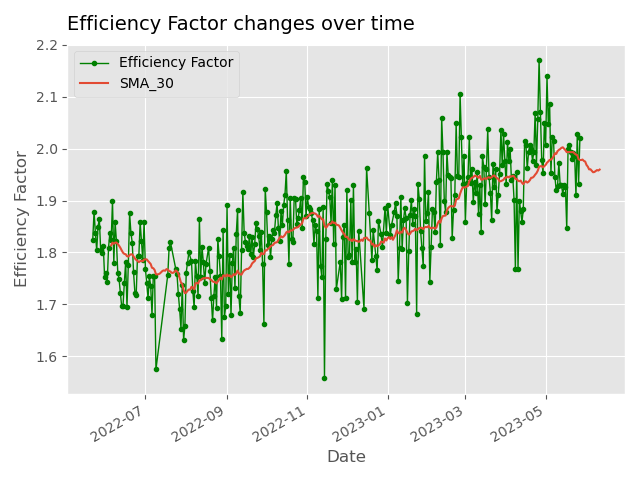 Efficiency Factor changes over time
Efficiency Factor
SMA_30
2.2
2.1
2.0
1.9
1.8
1.7
1.6
Efficiency Factor
2022-07
2022-09
2022-11
2023-01
2023-03
2023-05
Date